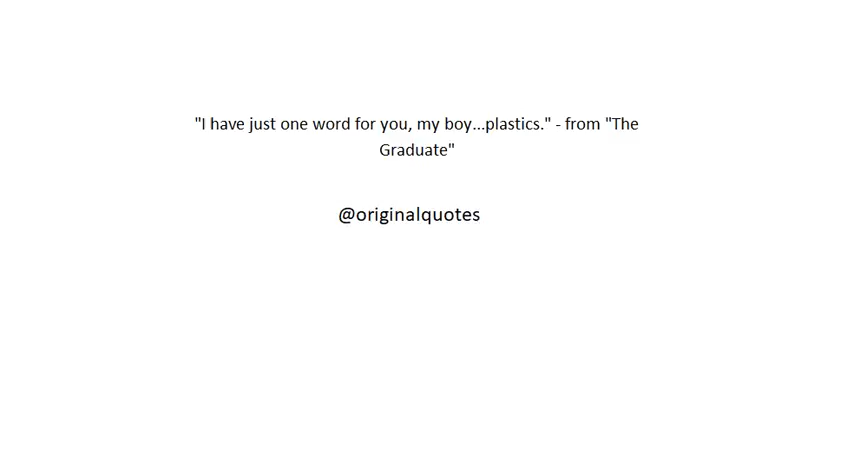 "I have just one word for you, my boy...plastics." - from "The
Graduate"
@originalquotes